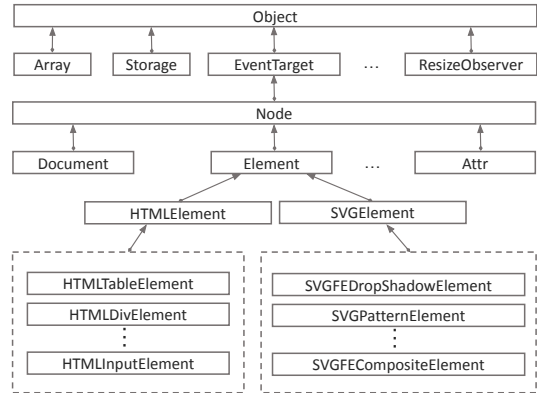 Object
Array Storage EventTarget ... ResizeObserver
Node
Document Element ... Attr
HTMLElement SVGElement
HTMLTableElement SVGFEDropShadowElement
HTMLDivElement SVGPatternElement
HTMLInputElement SVGFECompositeElement